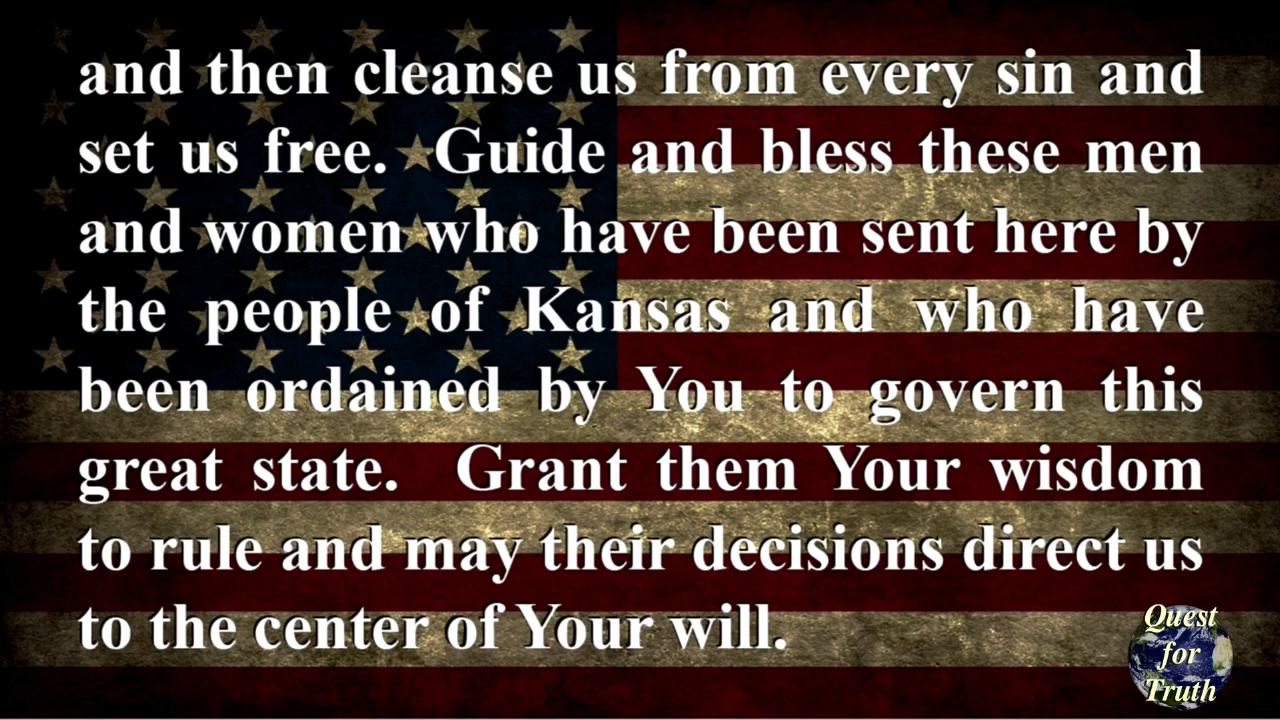 and then cleanse us from every sin and
set us free. Guide and bless these men
and women who have been sent here by
the people of Kansas and who have
been ordained by You to govern this
great state. Grant them Your wisdom
to rule and may their decisions direct us
to the center of Your will.
Quest
for
Truth